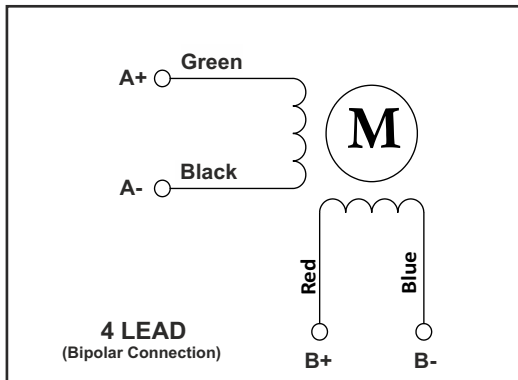 Green
A+
M
Black
A-
Red
Blue
4 LEAD
(Bipolar Connection)
B+
B-